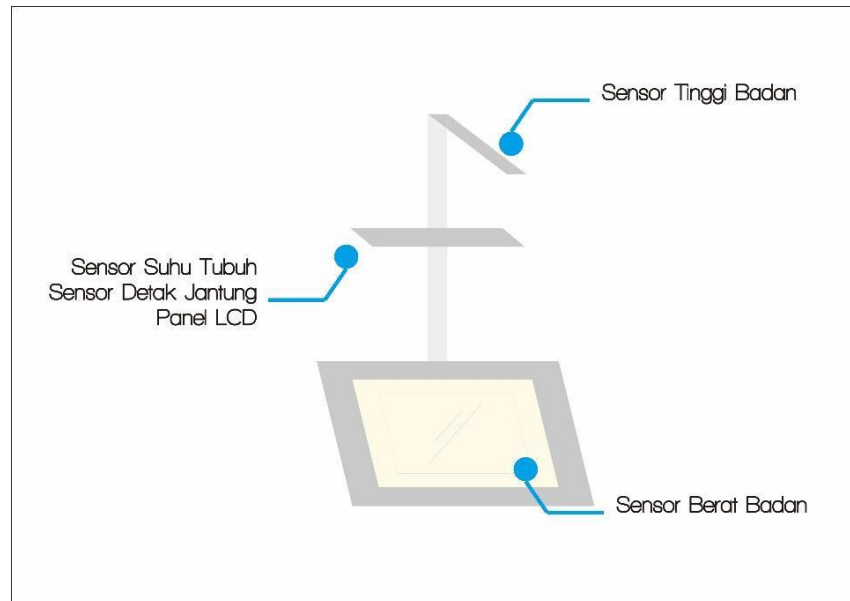 Sensor Tinggi Badan
Sensor Suhu Tubuh
Sensor Detak Jantung
Panel LCD
Sensor Berat Badan